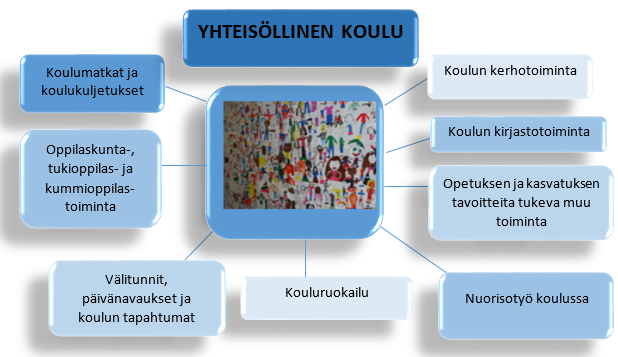 YHTEISÖLLINEN KOULU
Koulumatkat ja
koulukuljetukset
Koulun kerhotoiminta
Koulun kirjastotoiminta
Oppilaskunta-,
tukioppilas- ja
kummioppilas-
toiminta
Opetuksen ja kasvatuksen
tavoitteita tukeva muu
toiminta
Välitunnit,
päivänavaukset ja
koulun tapahtumat
Kouluruokailu
Nuorisotyö koulussa